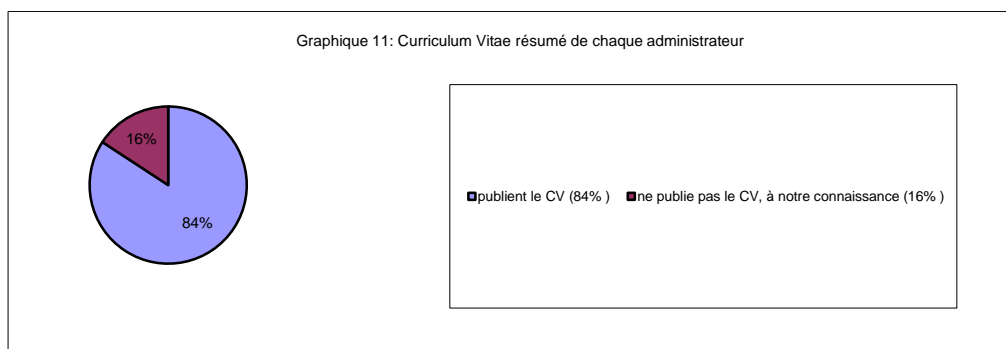 Graphique 11: Curriculum Vitae résumé de chaque administrateur
16%
84%
publient le CV (84% ) ne publie pas le CV, à notre connaissance (16% )